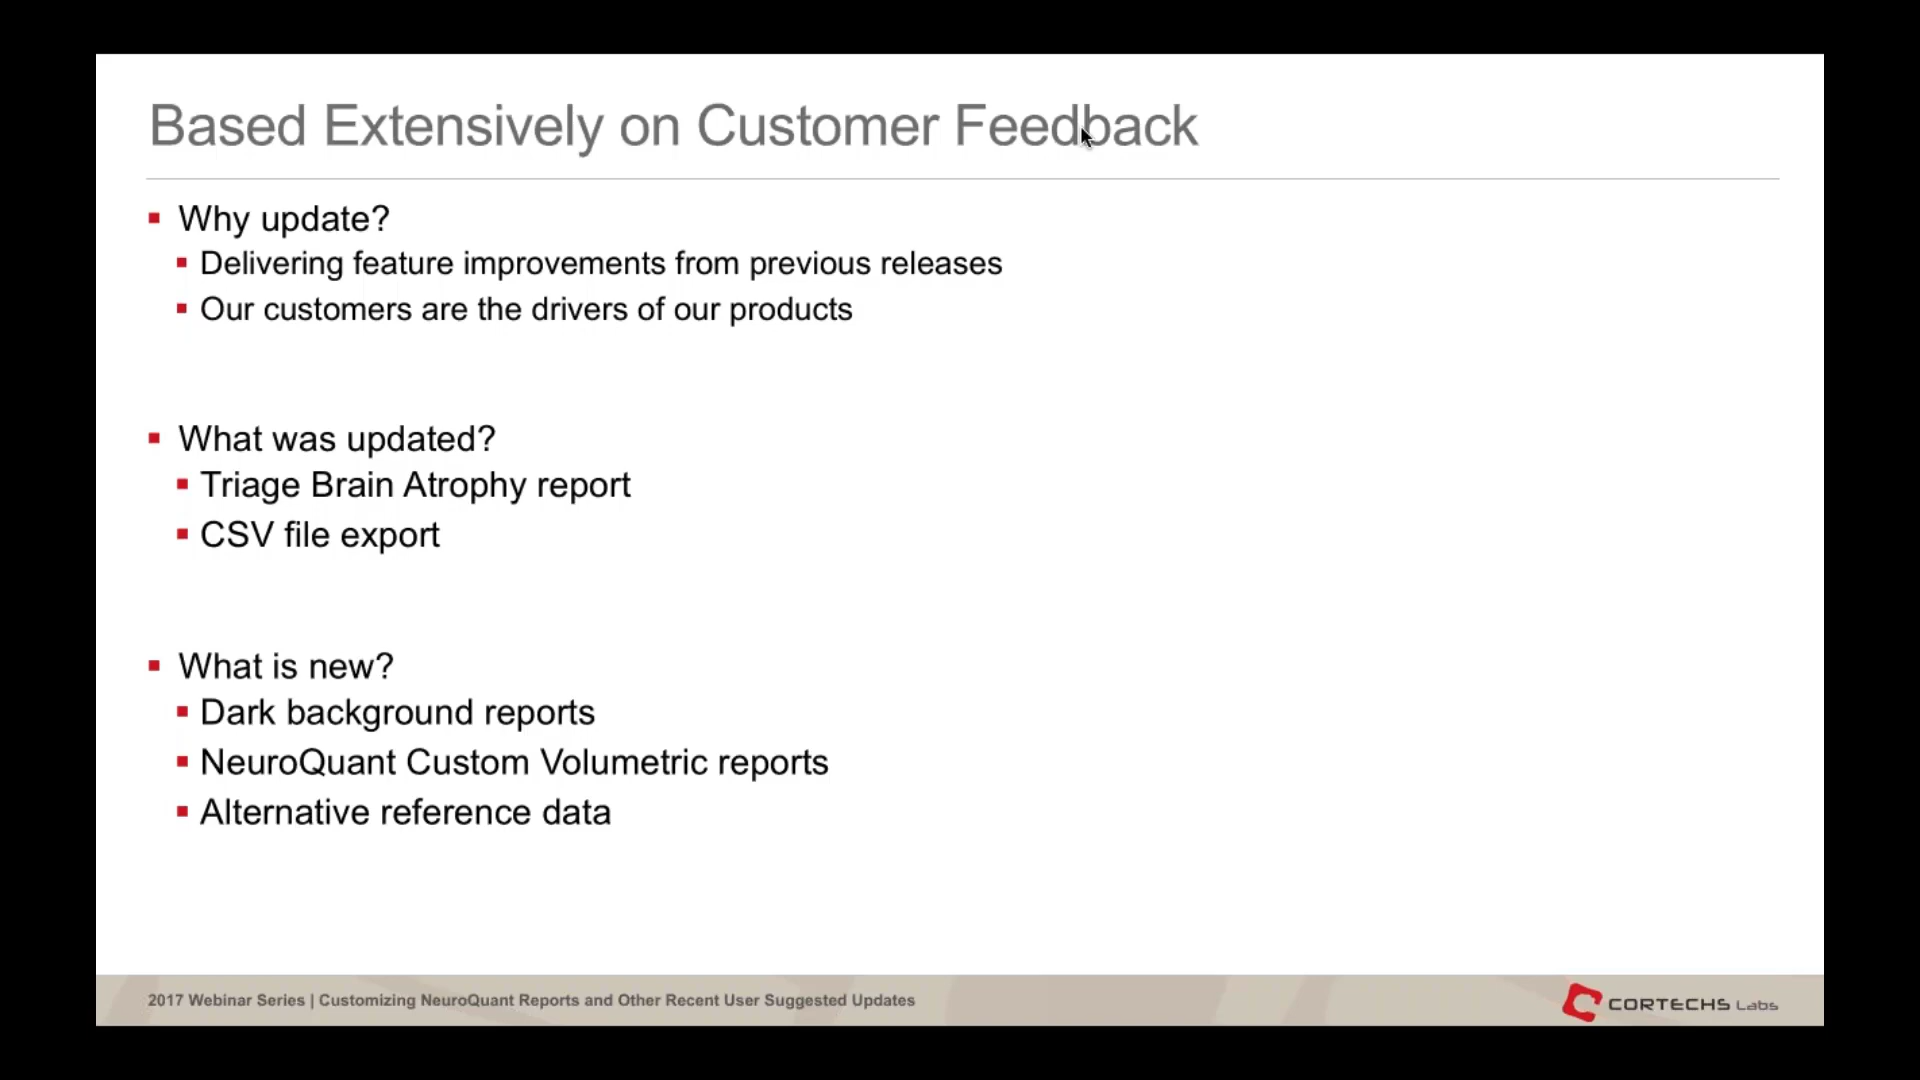 Based Extensively on Customer Feedback
Why update?
Delivering feature improvements from previous releases
Our customers are the drivers of our products
What was updated?
Triage Brain Atrophy report
CSV file export
What is new?
Dark background reports
NeuroQuant Custom Volumetric reports
Alternative reference data
2017 Webinar Series | Customizing NeuroQuant Reports and Other Recent User Suggested Updates
CORTECHS Labs